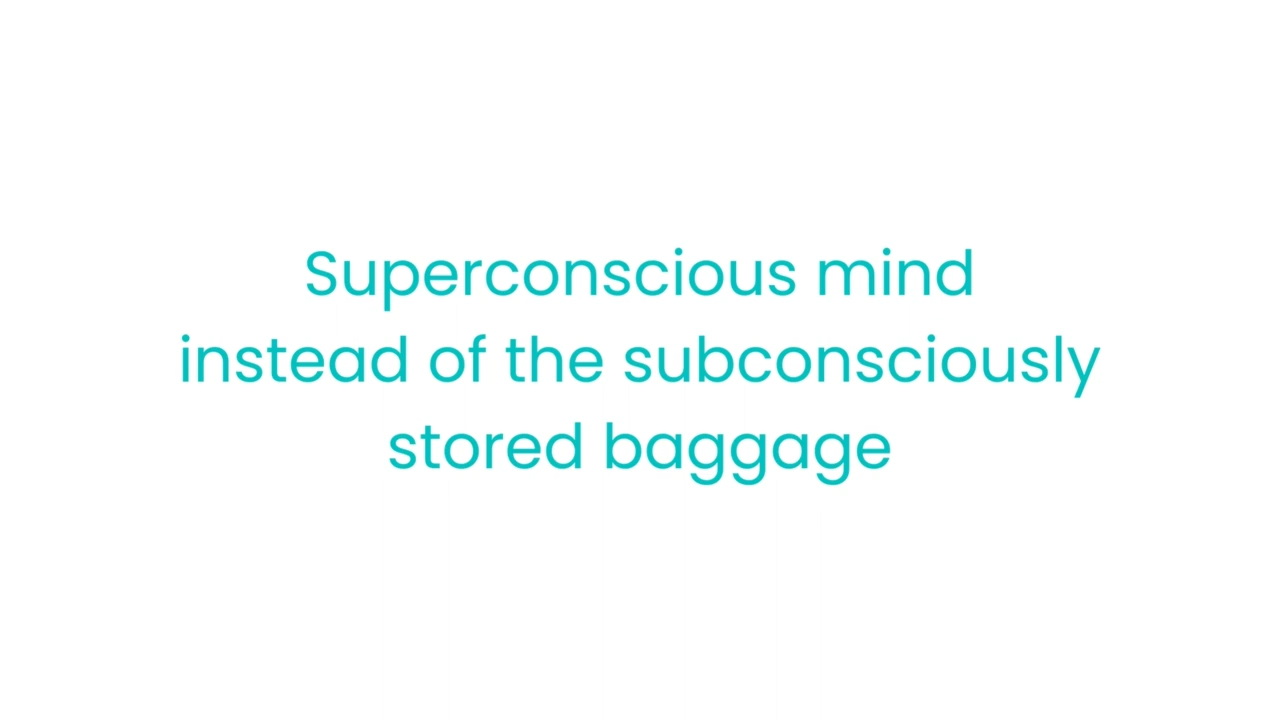 Superconscious mind
instead of the subconsciously
stored baggage